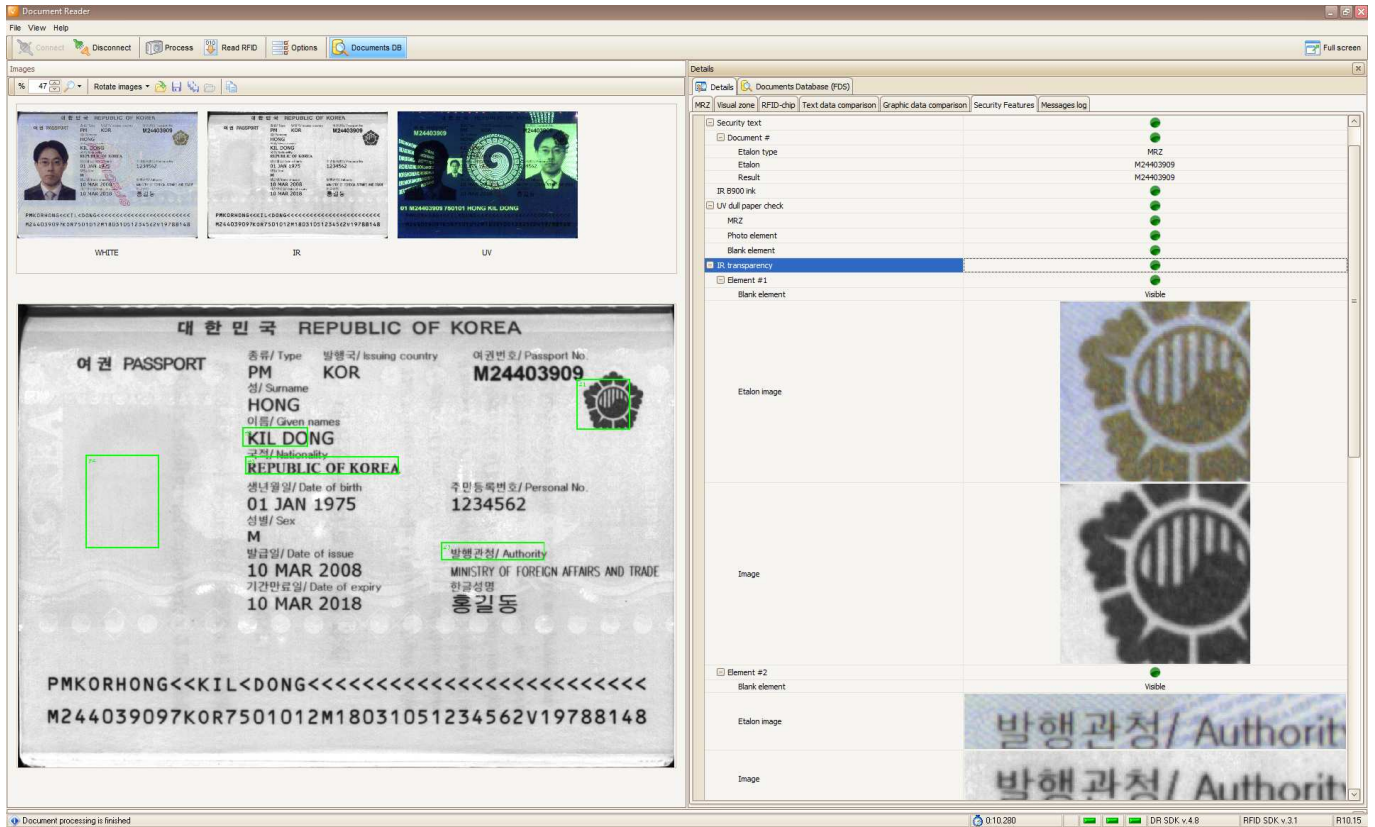 Document Reader
File View Help
Connect Disconnect Process Read RFID Options Documents DB Full screen
Images
% 47 Rotate images
WHITE IR UV
대 한 민 국 REPUBLIC OF KOREA
여 권 PASSPORT
종류/ Type 발행국/ Issuing country 여권번호/ Passport No.
PM KOR M24403909
성/ Surname
HONG
이름/ Given names
KIL DONG
국적/ Nationality
REPUBLIC OF KOREA
생년월일/ Date of birth 주민등록번호/ Personal No.
01 JAN 1975 1234562
성별/ Sex
M
발급일/ Date of issue 발행관청/ Authority
10 MAR 2008 MINISTRY OF FOREIGN AFFAIRS AND TRADE
기간만료일/ Date of expiry 한글성명
10 MAR 2018 홍길동
PMKORHONG<<KIL<DONG<<<<<<<<<<<<<<<<<<<<<<<<<
M244039097KOR7501012M18031051234562V19788148
Details
Details Documents Database (FDS)
MRZ Visual zone RFID-chip Text data comparison Graphic data comparison Security Features Messages log
Security text
Document #
Etalon type MRZ
Etalon M24403909
Result M24403909
IR B900 ink
UV dull paper check
MRZ
Photo element
Blank element
IR transparency
Element #1
Blank element Visible
Etalon image
Image
Element #2
Blank element Visible
Etalon image 발행관청/ Authority
Image 발행관청/ Authority
Document processing is finished 0:10.280 DR SDK v.4.8 RFID SDK v.3.1 R10.15